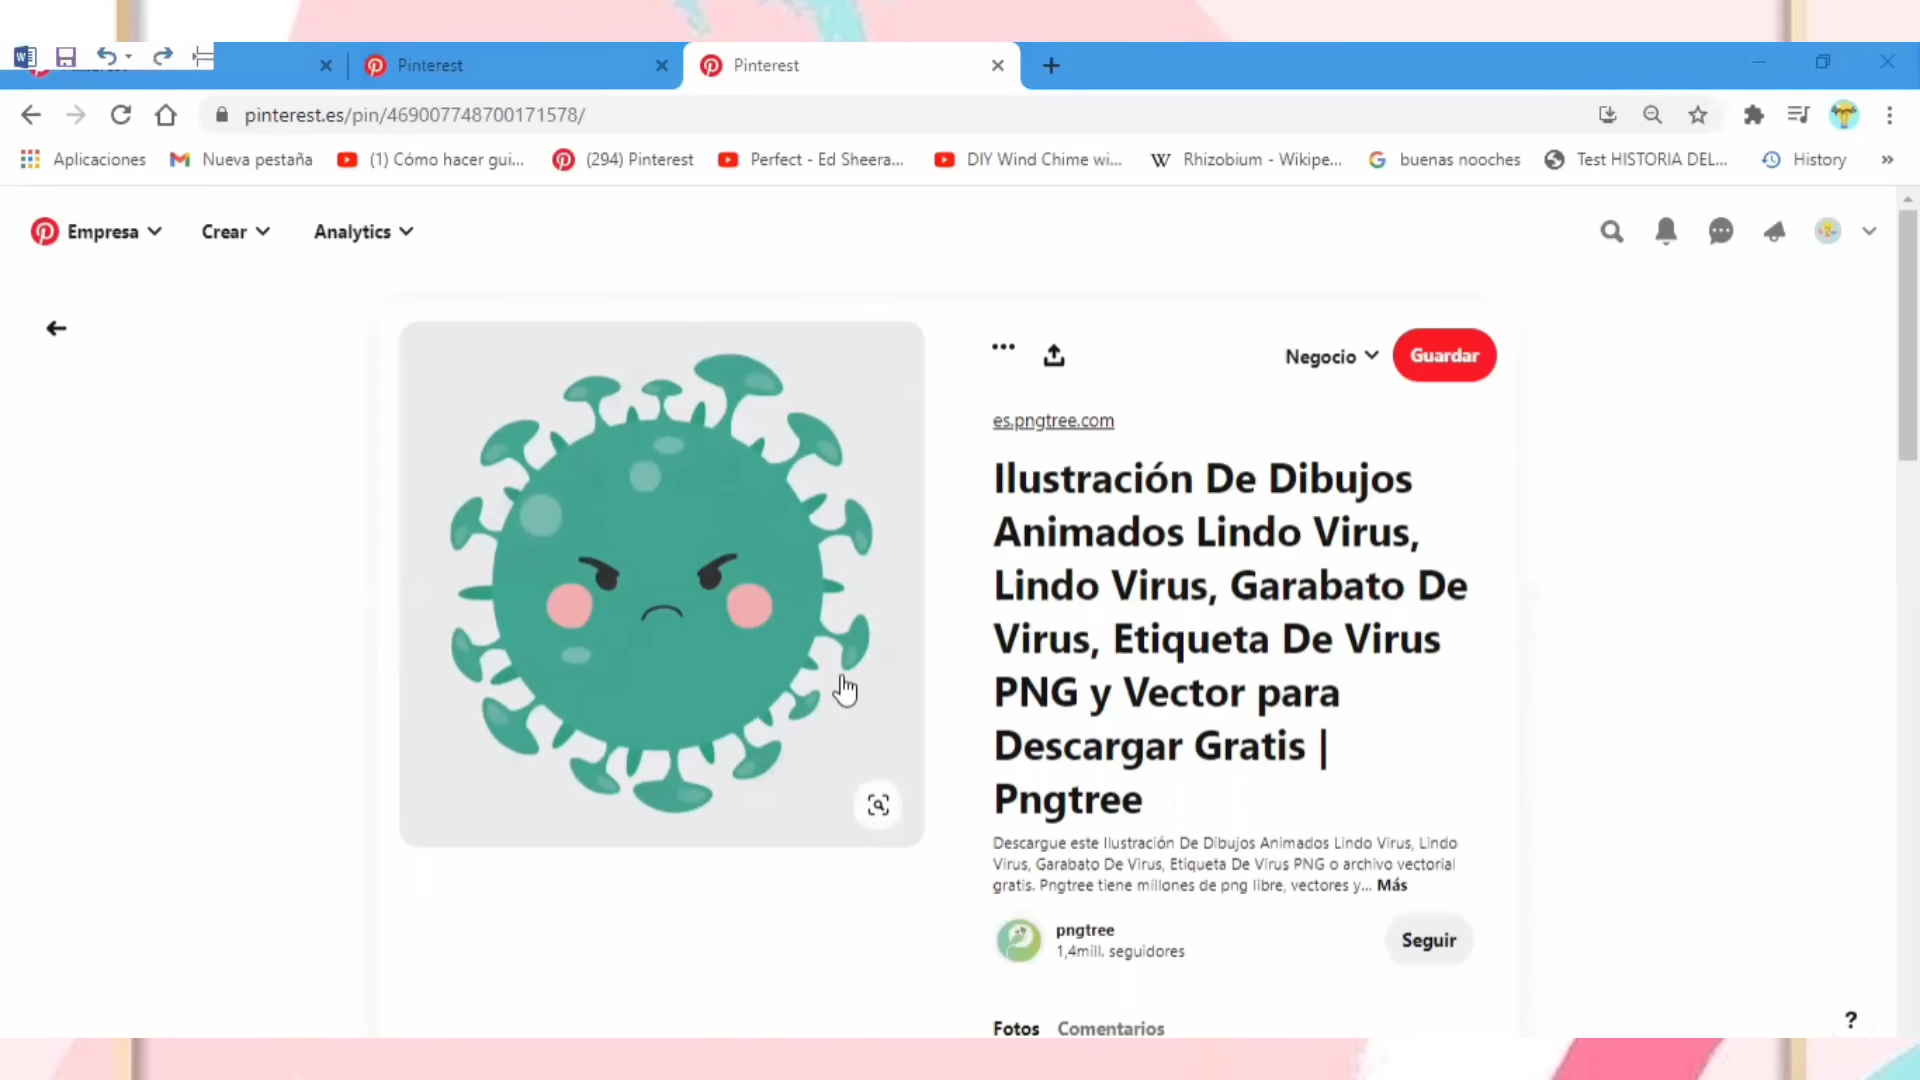 Pinterest
Pinterest
pinterest.es/pin/469007748700171578/
Aplicaciones
Nueva pestaña
(1) Cómo hacer gui...
(294) Pinterest
Perfect - Ed Sheera...
DIY Wind Chime wi...
Rhizobium - Wikipe...
buenas nooches
Test HISTORIA DEL...
History
Empresa
Crear
Analytics
Negocio
Guardar
es.pngtree.com
Ilustración De Dibujos
Animados Lindo Virus,
Lindo Virus, Garabato De
Virus, Etiqueta De Virus
PNG y Vector para
Descargar Gratis |
Pngtree
Descargue este Ilustración De Dibujos Animados Lindo Virus, Lindo
Virus, Garabato De Virus, Etiqueta De Virus PNG o archivo vectorial
gratis. Pngtree tiene millones de png libre, vectores y... Más
pngtree
1,4mill. seguidores
Seguir
Fotos Comentarios
?